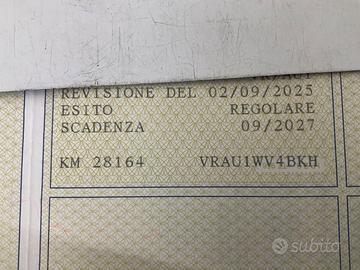 REVISIONE DEL 02/09/2025
ESITO REGOLARE
SCADENZA 09/2027
KM 28164 VRAU1WV4BKH
subito